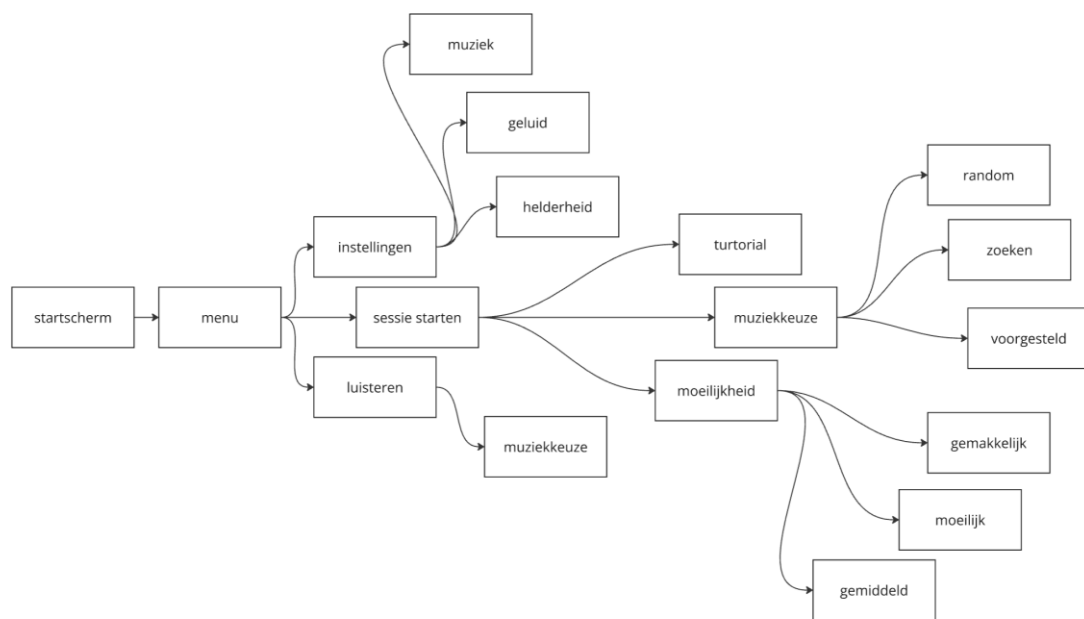 muziek
geluid
random
helderheid
turtorial
instellingen
zoeken
startscherm
menu
sessie starten
muziekkeuze
voorgesteld
luisteren
moeilijkheid
muziekkeuze
gemakkelijk
moeilijk
gemiddeld